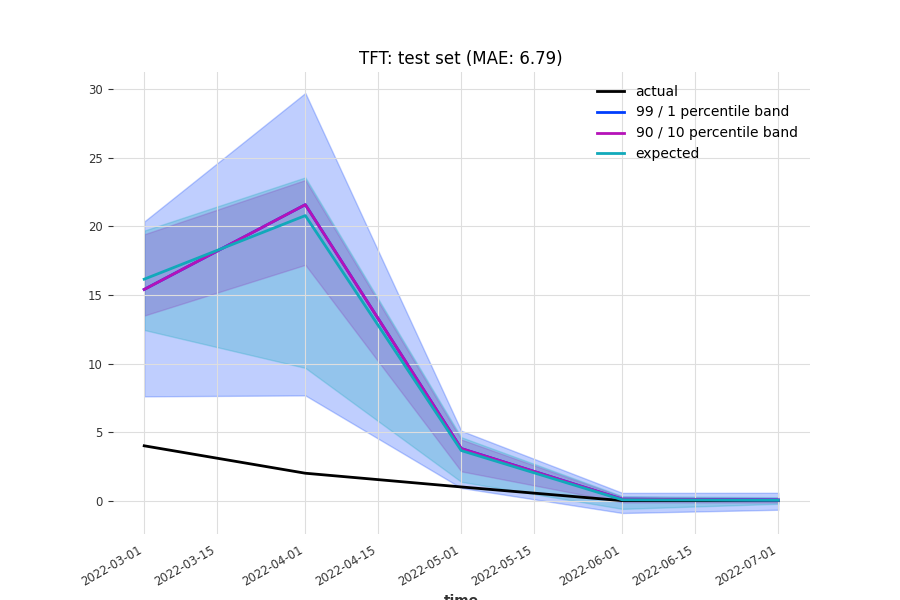 TFT: test set (MAE: 6.79)
actual
99 / 1 percentile band
90 / 10 percentile band
expected
30
25
20
15
10
5
0
2022-03-01
2022-03-15
2022-04-01
2022-04-15
2022-05-01
2022-05-15
2022-06-01
2022-06-15
2022-07-01
time